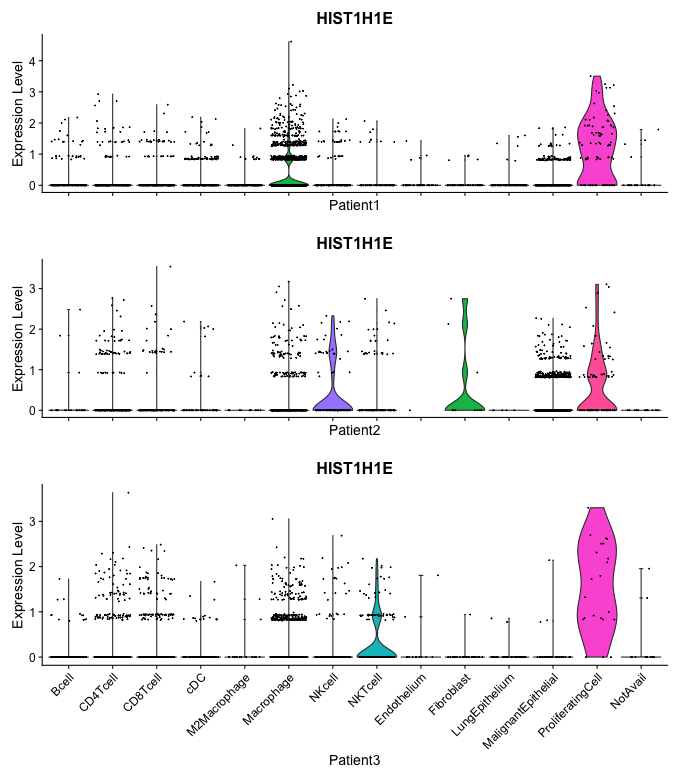 HIST1H1E
Expression Level
4
3
2
1
0
Patient1
HIST1H1E
Expression Level
3
2
1
0
Patient2
HIST1H1E
Expression Level
3
2
1
0
Bcell
CD4Tcell
CD8Tcell
cDC
M2Macrophage
Macrophage
NKcell
NKTcell
Endothelium
Fibroblast
LungEpithelium
MalignantEpithelial
ProliferatingCell
NotAvail
Patient3